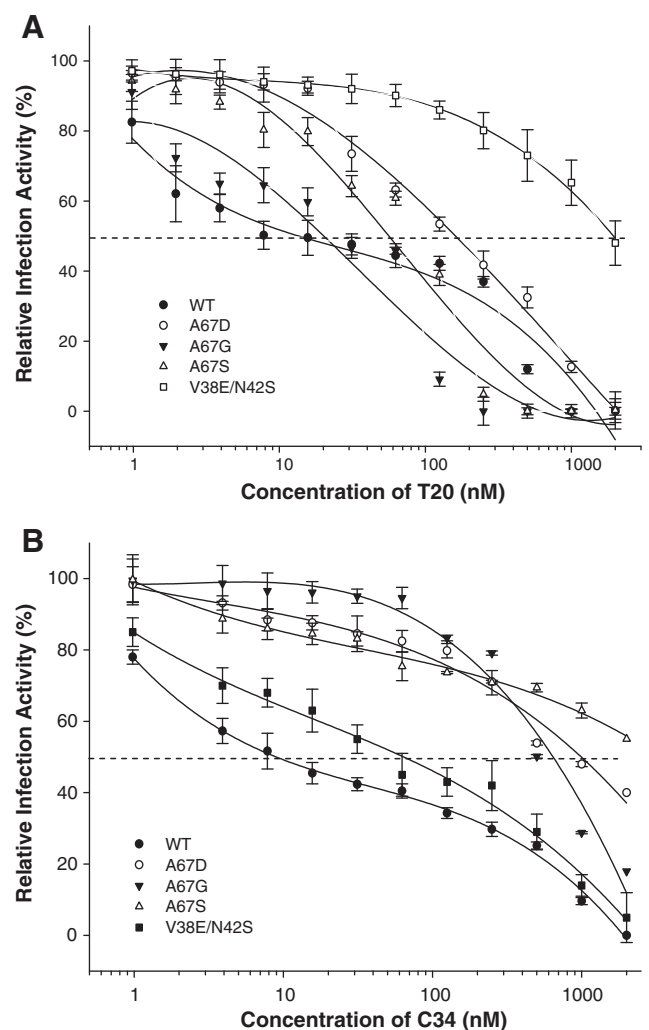 A
Relative Infection Activity (%)
100
80
60
40
20
0
WT
A67D
A67G
A67S
V38E/N42S
1
10
100
1000
Concentration of T20 (nM)
B
Relative Infection Activity (%)
100
80
60
40
20
0
WT
A67D
A67G
A67S
V38E/N42S
1
10
100
1000
Concentration of C34 (nM)